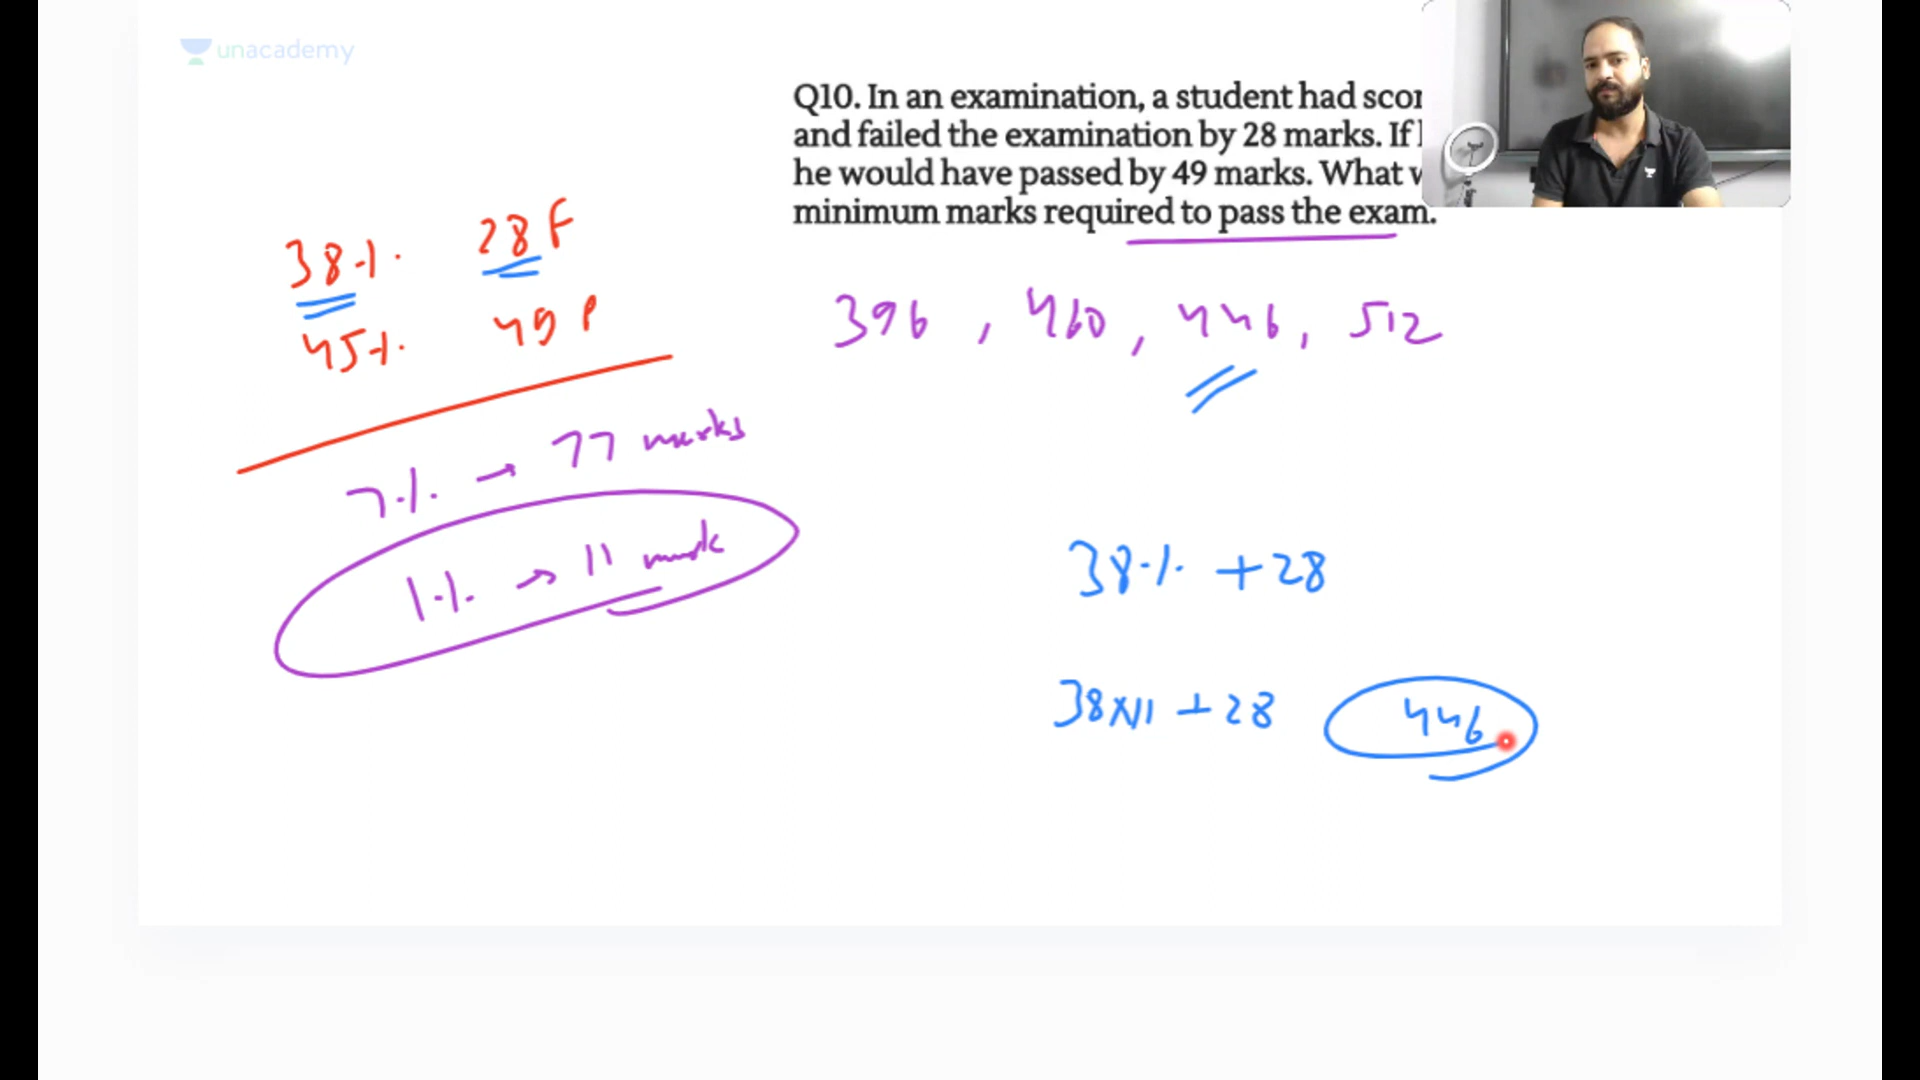 unacademy
Q10. In an examination, a student had scor
and failed the examination by 28 marks. If
he would have passed by 49 marks. What
minimum marks required to pass the exam.
38% 28 F
45% 49 P
396 , 460 , 446 , 512
7% → 77 marks
1% → 11 mark
38% + 28
38×11 + 28 446